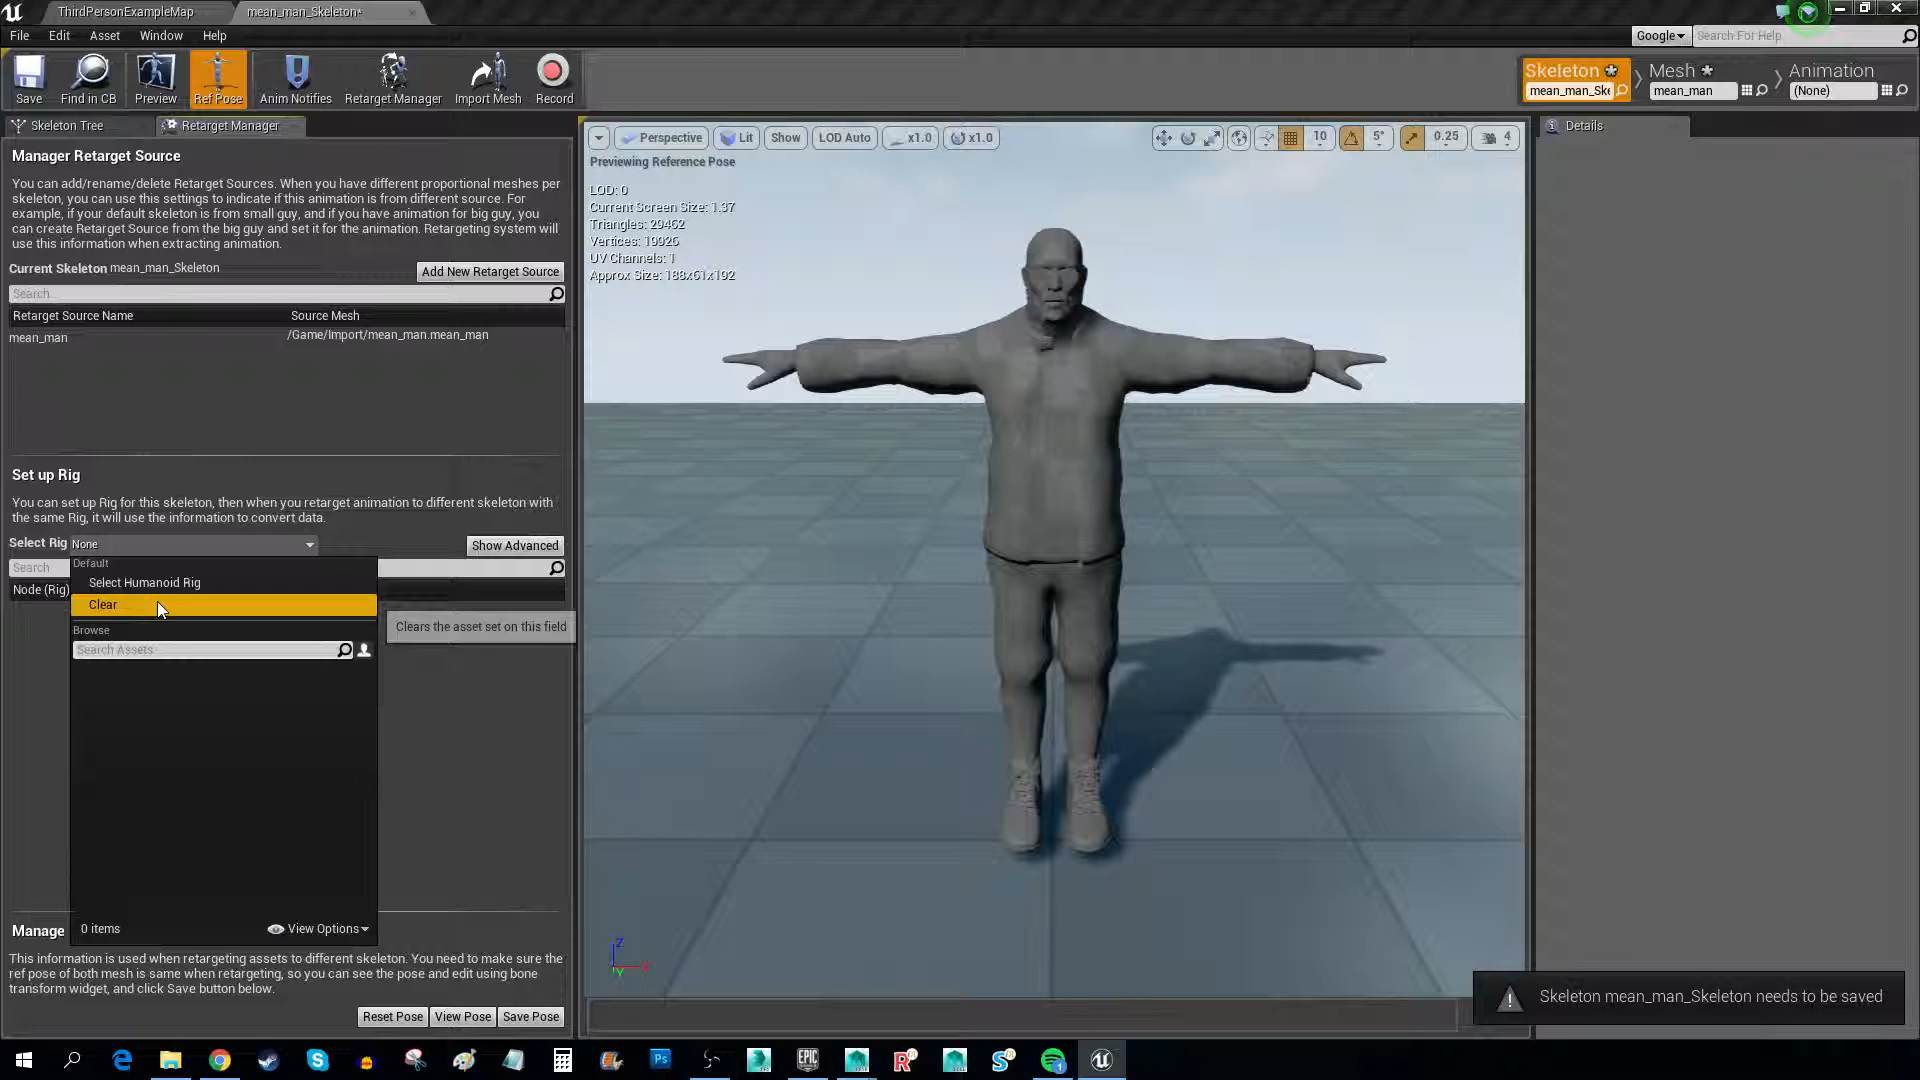 ThirdPersonExampleMap
mean_man_Skeleton*
File Edit Asset Window Help
Google
Search For Help
Save
Find in CB
Preview
Ref Pose
Anim Notifies
Retarget Manager
Import Mesh
Record
Skeleton *
mean_man_Ske
Mesh *
mean_man
Animation
(None)
Skeleton Tree
Retarget Manager
Manager Retarget Source
You can add/rename/delete Retarget Sources. When you have different proportional meshes per
skeleton, you can use this settings to indicate if this animation is from different source. For
example, if your default skeleton is from small guy, and if you have animation for big guy, you
can create Retarget Source from the big guy and set it for the animation. Retargeting system will
use this information when extracting animation.
Current Skeleton mean_man_Skeleton
Add New Retarget Source
Search...
Retarget Source Name
Source Mesh
mean_man
/Game/Import/mean_man.mean_man
Set up Rig
You can set up Rig for this skeleton, then when you retarget animation to different skeleton with
the same Rig, it will use the information to convert data.
Select Rig
None
Show Advanced
Search
Node (Rig)
Default
Select Humanoid Rig
Clear
Browse
Search Assets
0 items
View Options
Clears the asset set on this field
Manage
This information is used when retargeting assets to different skeleton. You need to make sure the
ref pose of both mesh is same when retargeting, so you can see the pose and edit using bone
transform widget, and click Save button below.
Reset Pose
View Pose
Save Pose
Perspective
Lit
Show
LOD Auto
x1.0
x1.0
10
5°
0.25
4
Previewing Reference Pose
LOD: 0
Current Screen Size: 1.37
Triangles: 29462
Vertices: 19926
UV Channels: 1
Approx Size: 188x61x192
Z
X
Y
Details
Skeleton mean_man_Skeleton needs to be saved
Ps
EPIC
1